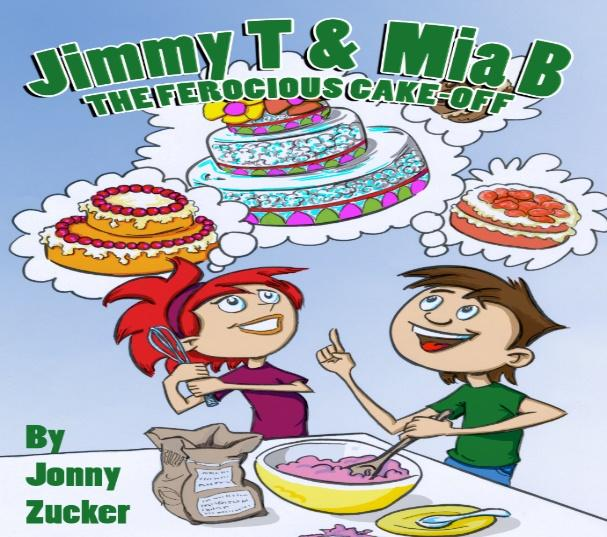 Jimmy T & Mia B
THE FEROCIOUS CAKE-OFF
By
Jonny
Zucker